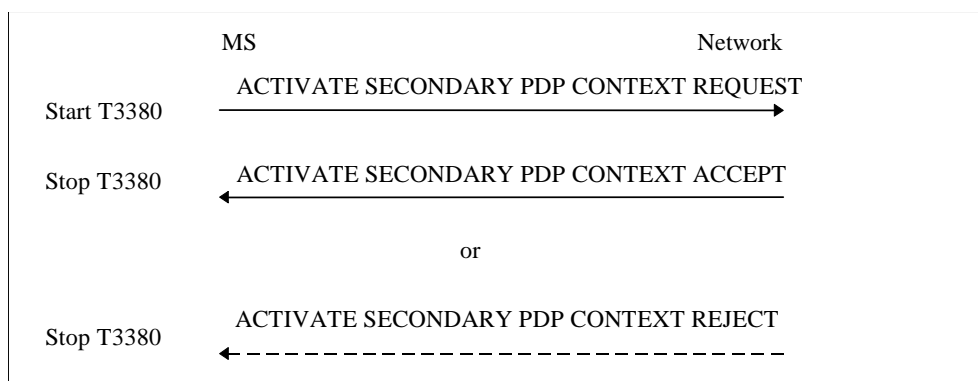 MS Network
ACTIVATE SECONDARY PDP CONTEXT REQUEST
Start T3380
ACTIVATE SECONDARY PDP CONTEXT ACCEPT
Stop T3380
or
ACTIVATE SECONDARY PDP CONTEXT REJECT
Stop T3380